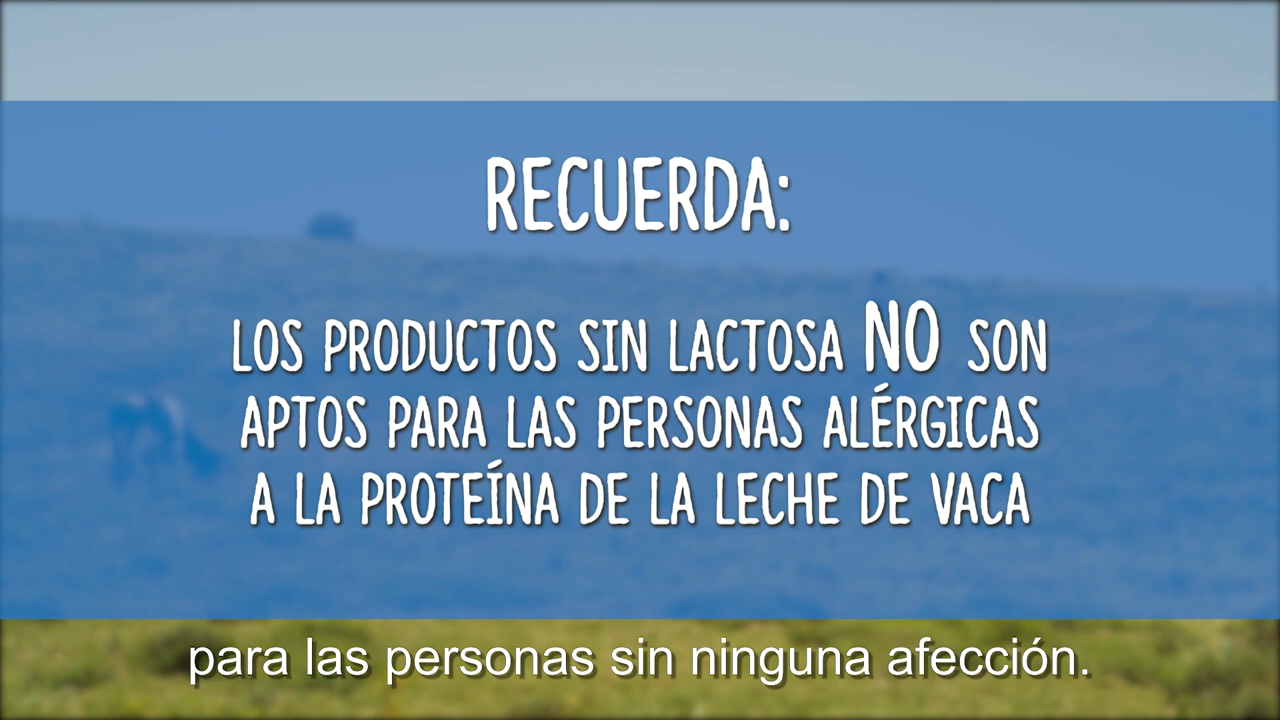 RECUERDA:
LOS PRODUCTOS SIN LACTOSA NO SON
APTOS PARA LAS PERSONAS ALÉRGICAS
A LA PROTEÍNA DE LA LECHE DE VACA
para las personas sin ninguna afección.